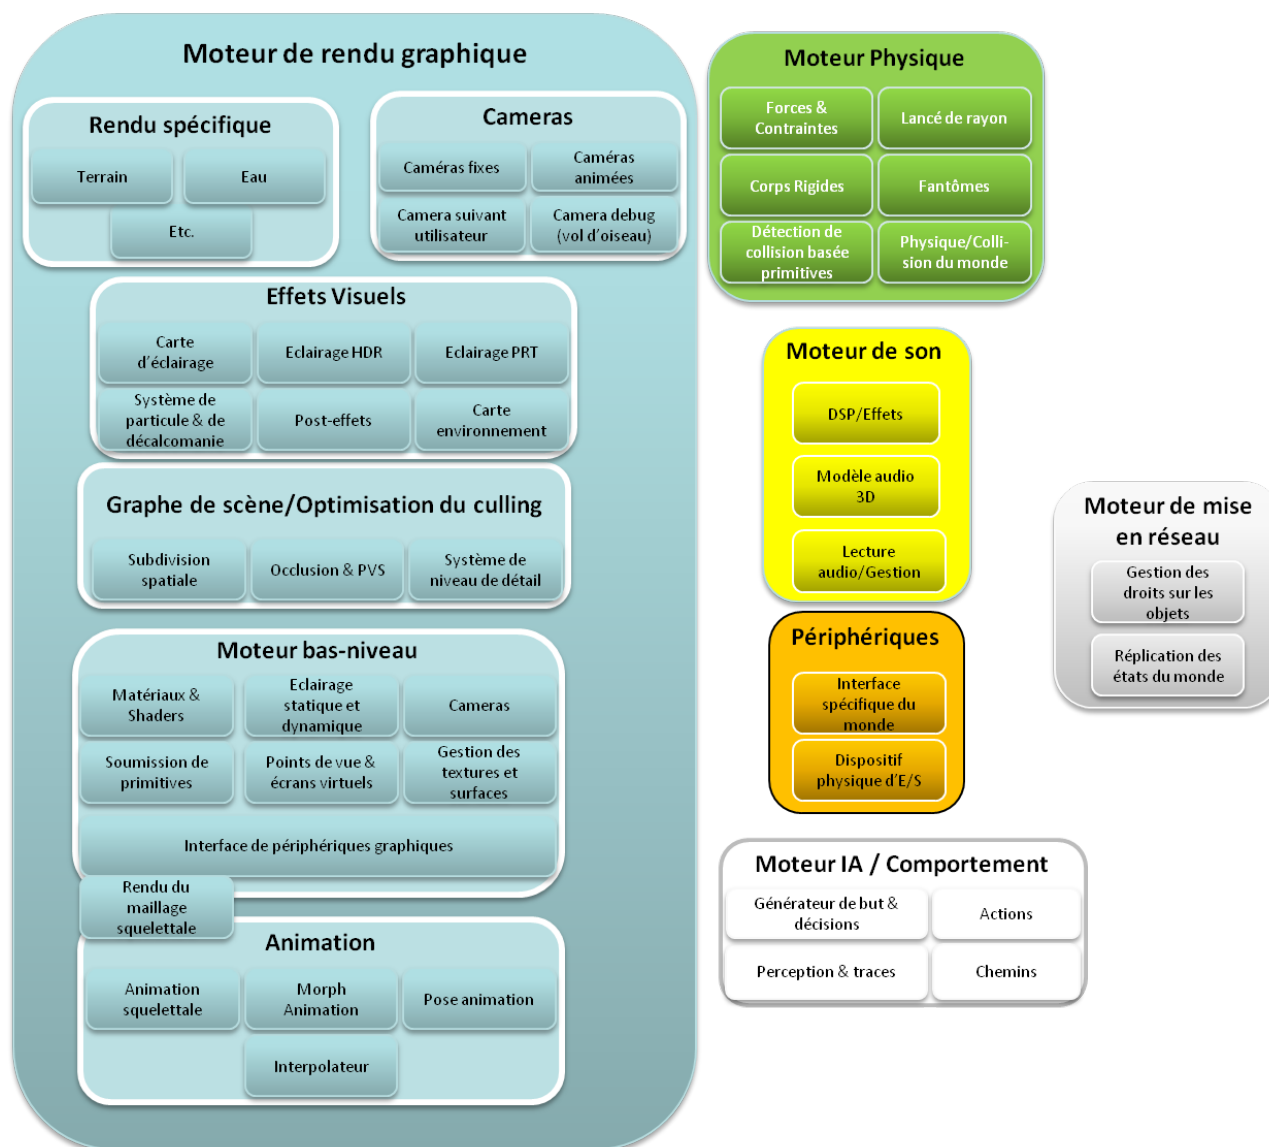 Moteur de rendu graphique
Rendu spécifique
Terrain
Eau
Etc.
Cameras
Caméras fixes
Caméras
animées
Camera suivant
utilisateur
Camera debug
(vol d'oiseau)
Effets Visuels
Carte
d'éclairage
Eclairage HDR
Eclairage PRT
Système de
particule & de
décalcomanie
Post-effets
Carte
environnement
Graphe de scène/Optimisation du culling
Subdivision
spatiale
Occlusion & PVS
Système de
niveau de détail
Moteur bas-niveau
Matériaux &
Shaders
Eclairage
statique et
dynamique
Cameras
Soumission de
primitives
Points de vue &
écrans virtuels
Gestion des
textures et
surfaces
Interface de périphériques graphiques
Rendu du
maillage
squelettale
Animation
Animation
squelettale
Morph
Animation
Pose animation
Interpolateur
Moteur Physique
Forces &
Contraintes
Lancé de rayon
Corps Rigides
Fantômes
Détection de
collision basée
primitives
Physique/Colli-
sion du monde
Moteur de son
DSP/Effets
Modèle audio
3D
Lecture
audio/Gestion
Périphériques
Interface
spécifique du
monde
Dispositif
physique d'E/S
Moteur IA / Comportement
Générateur de but &
décisions
Actions
Perception & traces
Chemins
Moteur de mise
en réseau
Gestion des
droits sur les
objets
Réplication des
états du monde